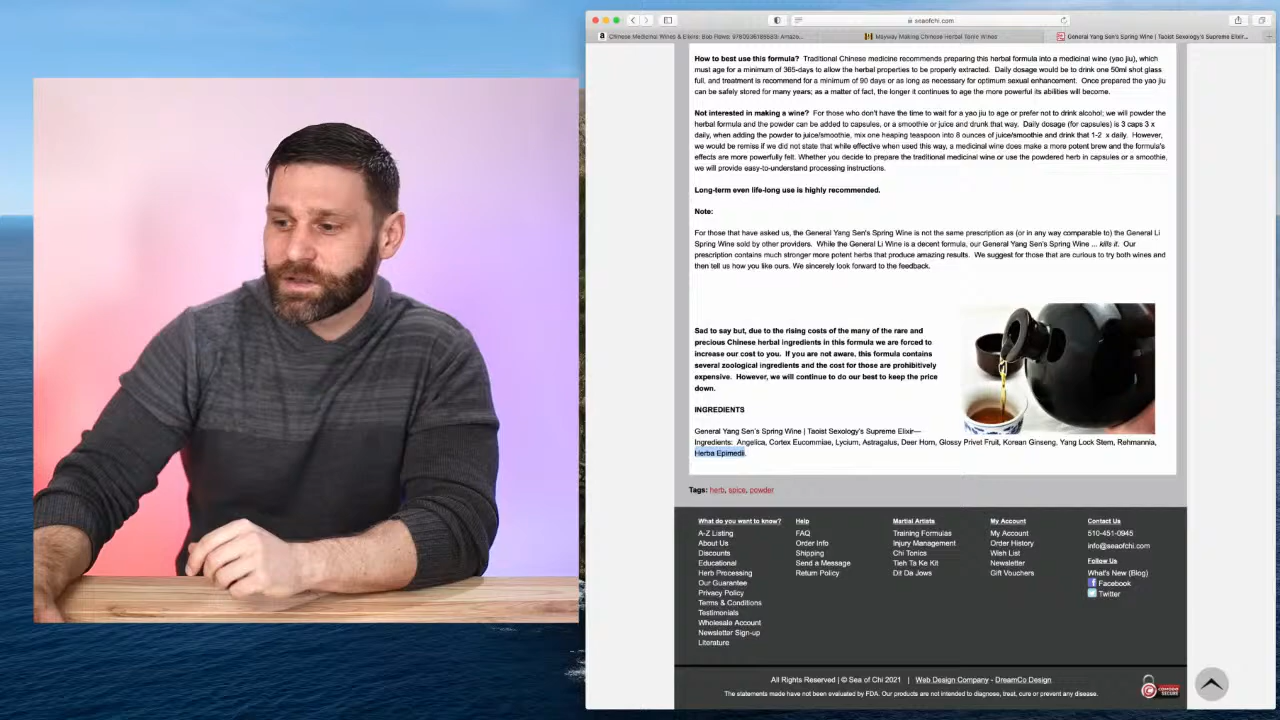 seaofchi.com
Chinese Medicinal Wines & Elixirs: Bob Flaws: 9780936185583: Amazo...
Mayway Making Chinese Herbal Tonic Wines
General Yang Sen's Spring Wine | Taoist Sexology's Supreme Elixir...
How to best use this formula? Traditional Chinese medicine recommends preparing this herbal formula into a medicinal wine (yao jiu), which
must age for a minimum of 365-days to allow the herbal properties to be properly extracted. Daily dosage would be to drink one 50ml shot glass
full, and treatment is recommend for a minimum of 90 days or as long as necessary for optimum sexual enhancement. Once prepared the yao jiu
can be safely stored for many years; as a matter of fact, the longer it continues to age the more powerful its abilities will become.
Not interested in making a wine? For those who don't have the time to wait for a yao jiu to age or prefer not to drink alcohol; we will powder the
herbal formula and the powder can be added to capsules, or a smoothie or juice and drunk that way. Daily dosage (for capsules) is 3 caps 3 x
daily, when adding the powder to juice/smoothie, mix one heaping teaspoon into 8 ounces of juice/smoothie and drink that 1-2 x daily. However,
we would be remiss if we did not state that while effective when used this way, a medicinal wine does make a more potent brew and the formula's
effects are more powerfully felt. Whether you decide to prepare the traditional medicinal wine or use the powdered herb in capsules or a smoothie,
we will provide easy-to-understand processing instructions.
Long-term even life-long use is highly recommended.
Note:
For those that have asked us, the General Yang Sen's Spring Wine is not the same prescription as (or in any way comparable to) the General Li
Spring Wine sold by other providers. While the General Li Wine is a decent formula, our General Yang Sen's Spring Wine ... kills it. Our
prescription contains much stronger more potent herbs that produce amazing results. We suggest for those that are curious to try both wines and
then tell us how you like ours. We sincerely look forward to the feedback.
Sad to say but, due to the rising costs of the many of the rare and
precious Chinese herbal ingredients in this formula we are forced to
increase our cost to you. If you are not aware, this formula contains
several zoological ingredients and the cost for those are prohibitively
expensive. However, we will continue to do our best to keep the price
down.
INGREDIENTS
General Yang Sen's Spring Wine | Taoist Sexology's Supreme Elixir—
Ingredients: Angelica, Cortex Eucommiae, Lycium, Astragalus, Deer Horn, Glossy Privet Fruit, Korean Ginseng, Yang Lock Stem, Rehmannia,
Herba Epimedii.
Tags: herb, spice, powder
What do you want to know?
A-Z Listing
About Us
Discounts
Educational
Herb Processing
Our Guarantee
Privacy Policy
Terms & Conditions
Testimonials
Wholesale Account
Newsletter Sign-up
Literature
Help
FAQ
Order Info
Shipping
Send a Message
Return Policy
Martial Artists
Training Formulas
Injury Management
Chi Tonics
Tieh Ta Ke Kit
Dit Da Jows
My Account
My Account
Order History
Wish List
Newsletter
Gift Vouchers
Contact Us
510-451-0945
info@seaofchi.com
Follow Us
What's New (Blog)
Facebook
Twitter
All Rights Reserved | © Sea of Chi 2021 | Web Design Company - DreamCo Design
The statements made have not been evaluated by FDA. Our products are not intended to diagnose, treat, cure or prevent any disease.